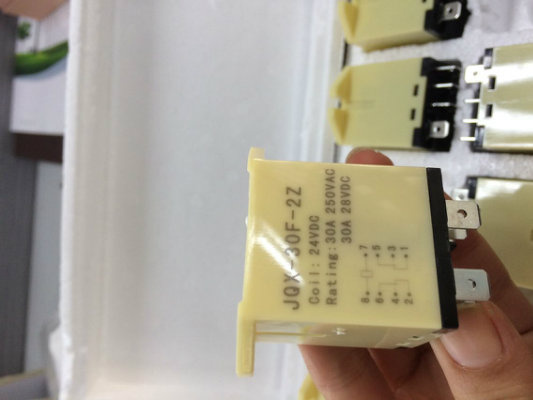 JQX-30F-2Z
Coil: 24VDC
Rating: 30A 250VAC
30A 28VDC
8 7
6 5
4 3
2 1